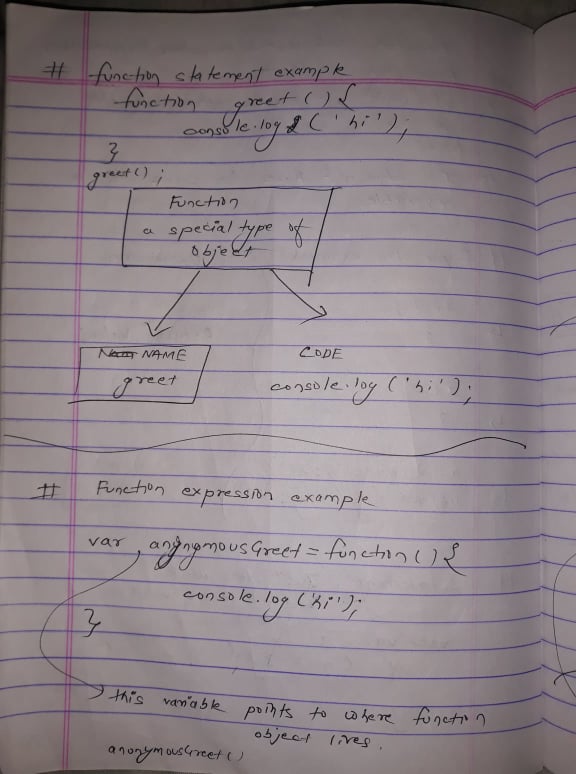 # function statement example
function greet () {
console.log ( 'hi');
}
greet() ;
Function
a special type of
object
NAME
greet
CODE
console.log ('hi');
# Function expression example
var anonymousGreet = function () {
console.log ('hi');
}
this variable points to where function
object lives.
anonymousGreet()